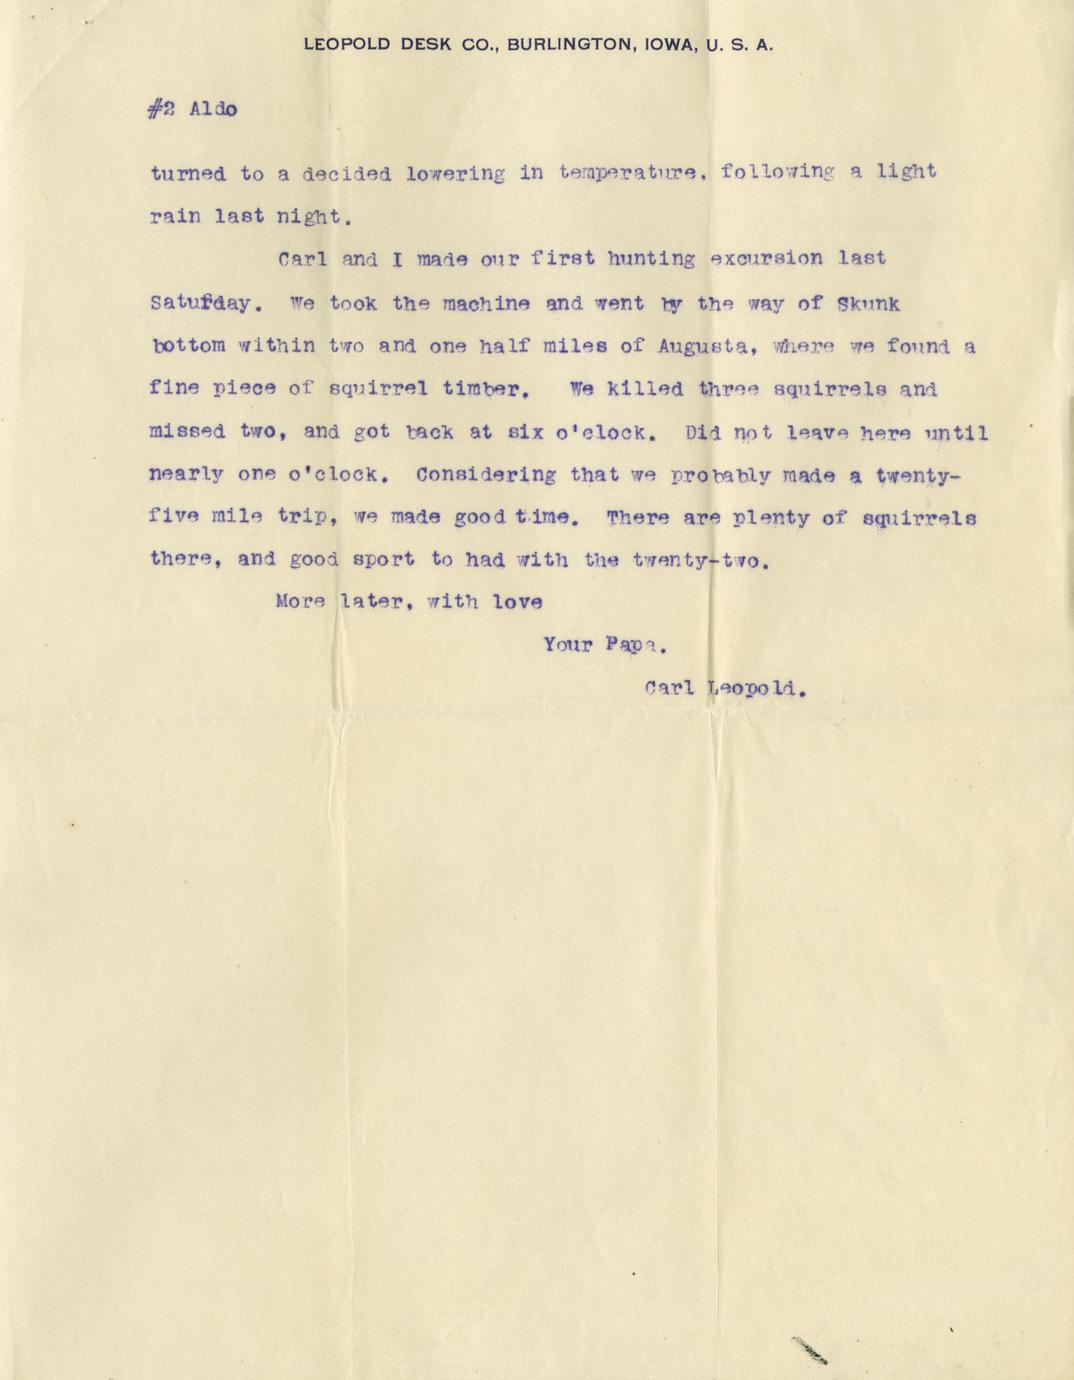 LEOPOLD DESK CO., BURLINGTON, IOWA, U. S. A.
#2 Aldo
turned to a decided lowering in temperature, following a light
rain last night.
Carl and I made our first hunting excursion last
Saturday. We took the machine and went by the way of Skunk
bottom within two and one half miles of Augusta, where we found a
fine piece of squirrel timber. We killed three squirrels and
missed two, and got back at six o'clock. Did not leave here until
nearly one o'clock. Considering that we probably made a twenty-
five mile trip, we made good time. There are plenty of squirrels
there, and good sport to had with the twenty-two.
More later, with love
Your Papa.
Carl Leopold.